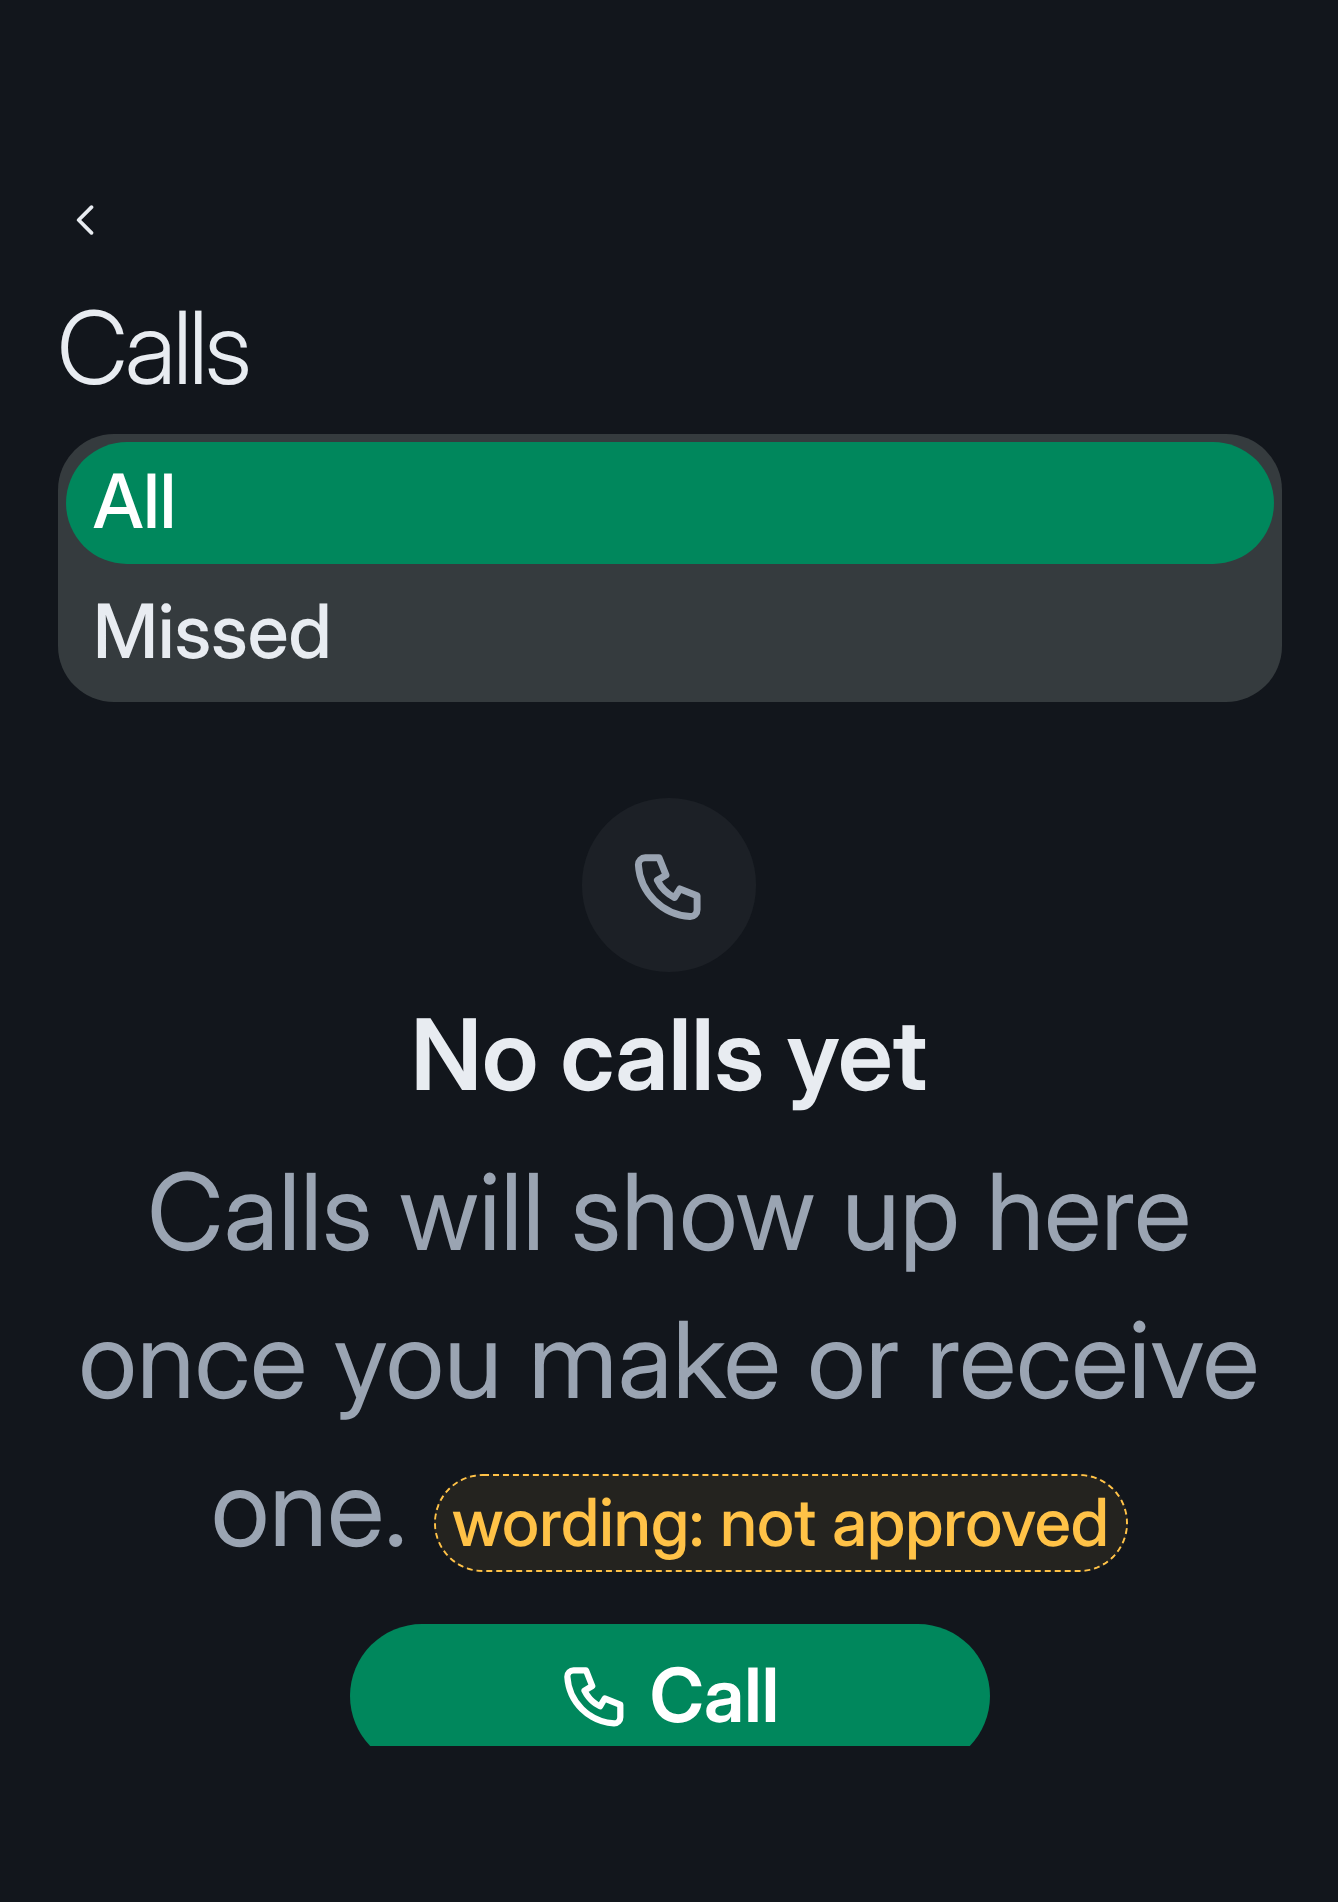 Calls
All
Missed
No calls yet
Calls will show up here
once you make or receive
one. wording: not approved
Call